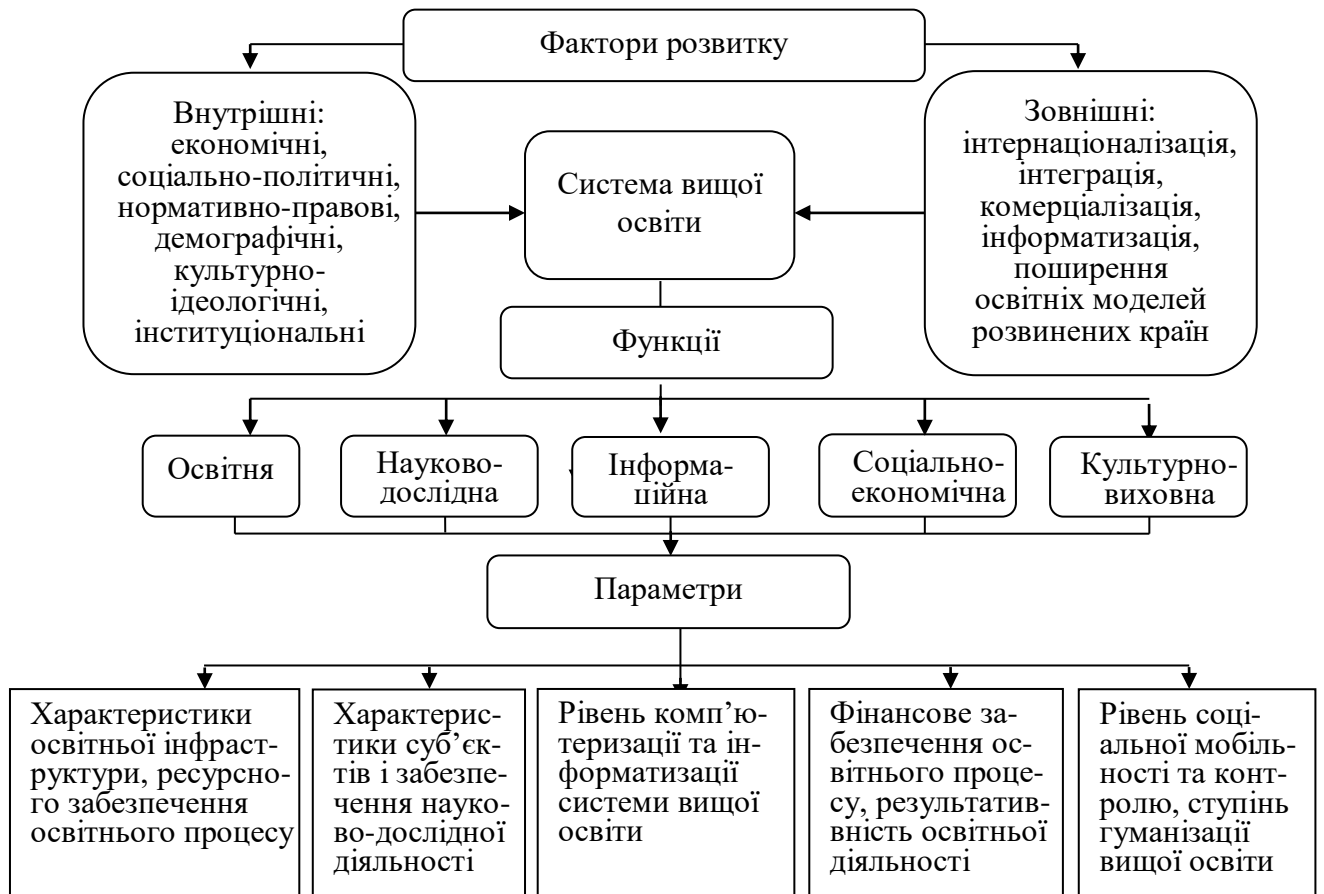 Фактори розвитку
Внутрішні:
економічні,
соціально-політичні,
нормативно-правові,
демографічні,
культурно-
ідеологічні,
інституціональні
Система вищої
освіти
Зовнішні:
інтернаціоналізація,
інтеграція,
комерціалізація,
інформатизація,
поширення
освітніх моделей
розвинених країн
Функції
Освітня
Науково-
дослідна
Інформа-
ційна
Соціально-
економічна
Культурно-
виховна
Параметри
Характеристики
освітньої інфраст-
руктури, ресурсно-
го забезпечення
освітнього процесу
Характерис-
тики суб’єк-
тів і забезпе-
чення науко-
во-дослідної
діяльності
Рівень комп’ю-
теризації та ін-
форматизації
системи вищої
освіти
Фінансове за-
безпечення ос-
вітнього проце-
су, результатив-
вність освітньої
діяльності
Рівень соці-
альної мобіль-
ності та конт-
ролю, ступінь
гуманізації
вищої освіти